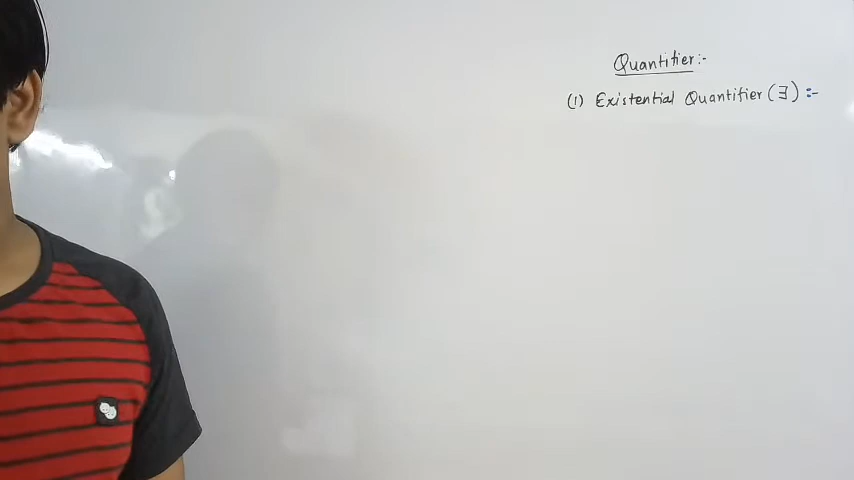 Quantifier:-
(1) Existential Quantifier (∃) :-